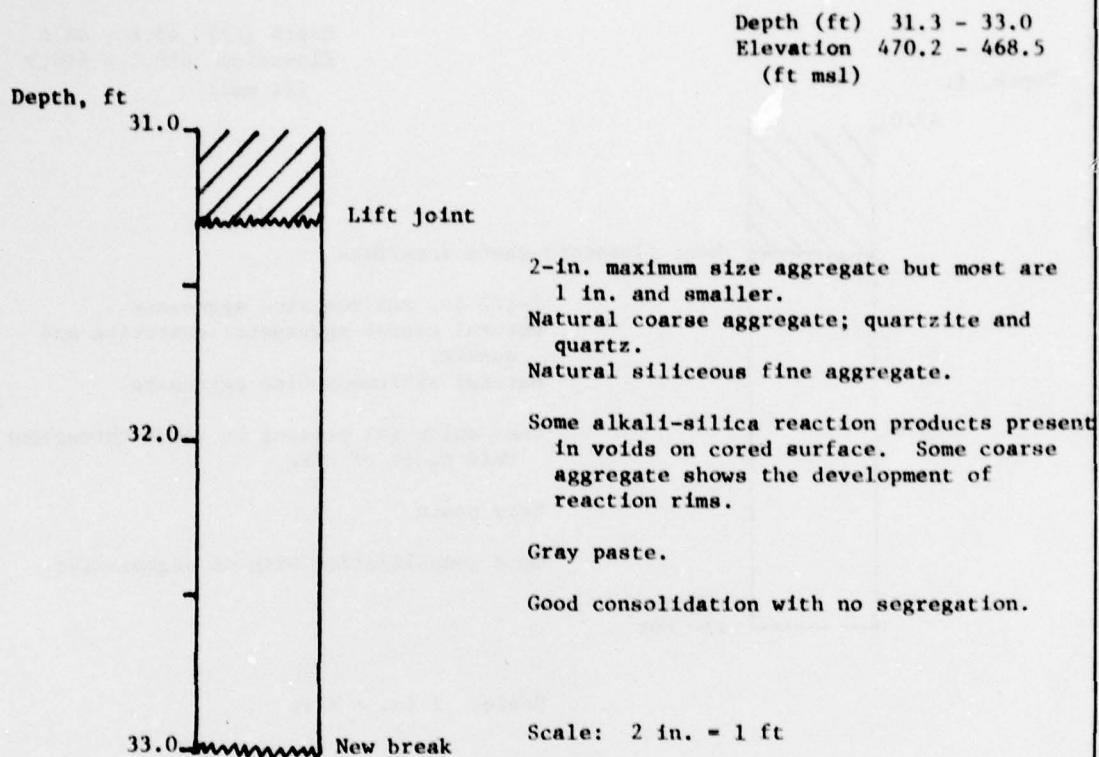 Depth (ft) 31.3 - 33.0
Elevation 470.2 - 468.5
(ft msl)
Depth, ft
31.0
Lift joint
2-in. maximum size aggregate but most are
1 in. and smaller.
Natural coarse aggregate; quartzite and
quartz.
Natural siliceous fine aggregate.
Some alkali-silica reaction products present
32.0
in voids on cored surface. Some coarse
aggregate shows the development of
reaction rims.
Gray paste.
Good consolidation with no segregation.
Scale: 2 in. = 1 ft
33.0
New break